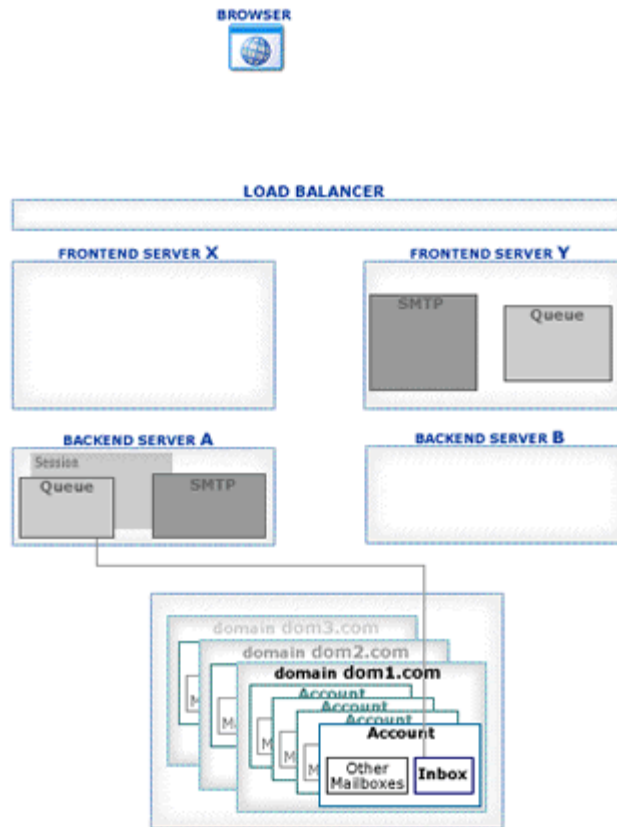 BROWSER
LOAD BALANCER
FRONTEND SERVER X
FRONTEND SERVER Y
SMTP
Queue
BACKEND SERVER A
BACKEND SERVER B
Session
Queue
SMTP
domain dom3.com
domain dom2.com
domain dom1.com
Account
Account
Account
Account
M
M
M
M
M
Other
Mailboxes
Inbox